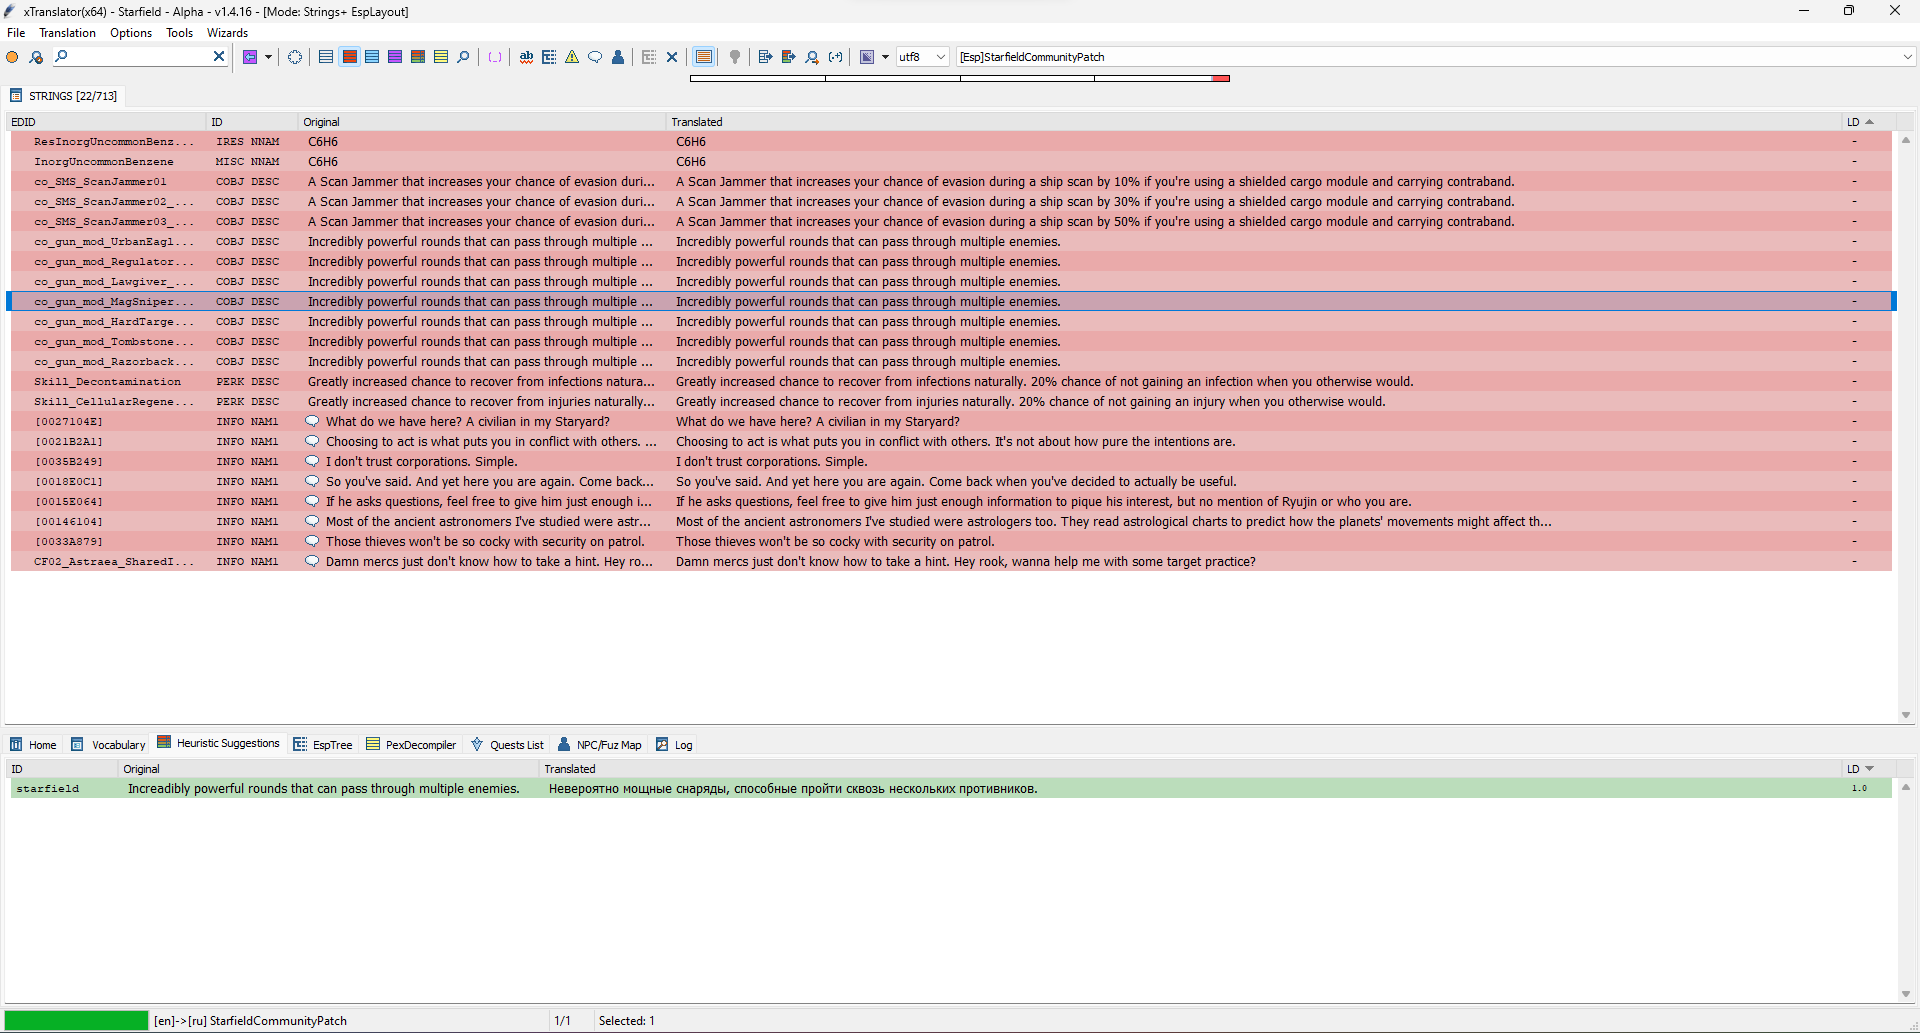 xTranslator(x64) - Starfield - Alpha - v1.4.16 - [Mode: Strings+ EspLayout]
File Translation Options Tools Wizards
utf8 [Esp]StarfieldCommunityPatch
STRINGS [22/713]
EDID ID Original Translated LD
ResInorgUncommonBenz... IRES NNAM C6H6 C6H6 -
InorgUncommonBenzene MISC NNAM C6H6 C6H6 -
co_SMS_ScanJammer01 COBJ DESC A Scan Jammer that increases your chance of evasion duri... A Scan Jammer that increases your chance of evasion during a ship scan by 10% if you're using a shielded cargo module and carrying contraband. -
co_SMS_ScanJammer02_... COBJ DESC A Scan Jammer that increases your chance of evasion duri... A Scan Jammer that increases your chance of evasion during a ship scan by 30% if you're using a shielded cargo module and carrying contraband. -
co_SMS_ScanJammer03_... COBJ DESC A Scan Jammer that increases your chance of evasion duri... A Scan Jammer that increases your chance of evasion during a ship scan by 50% if you're using a shielded cargo module and carrying contraband. -
co_gun_mod_UrbanEagl... COBJ DESC Incredibly powerful rounds that can pass through multiple ... Incredibly powerful rounds that can pass through multiple enemies. -
co_gun_mod_Regulator... COBJ DESC Incredibly powerful rounds that can pass through multiple ... Incredibly powerful rounds that can pass through multiple enemies. -
co_gun_mod_Lawgiver_... COBJ DESC Incredibly powerful rounds that can pass through multiple ... Incredibly powerful rounds that can pass through multiple enemies. -
co_gun_mod_MagSniper... COBJ DESC Incredibly powerful rounds that can pass through multiple ... Incredibly powerful rounds that can pass through multiple enemies. -
co_gun_mod_HardTarge... COBJ DESC Incredibly powerful rounds that can pass through multiple ... Incredibly powerful rounds that can pass through multiple enemies. -
co_gun_mod_Tombstone... COBJ DESC Incredibly powerful rounds that can pass through multiple ... Incredibly powerful rounds that can pass through multiple enemies. -
co_gun_mod_Razorback... COBJ DESC Incredibly powerful rounds that can pass through multiple ... Incredibly powerful rounds that can pass through multiple enemies. -
Skill_Decontamination PERK DESC Greatly increased chance to recover from infections natura... Greatly increased chance to recover from infections naturally. 20% chance of not gaining an infection when you otherwise would. -
Skill_CellularRegene... PERK DESC Greatly increased chance to recover from injuries naturally... Greatly increased chance to recover from injuries naturally. 20% chance of not gaining an injury when you otherwise would. -
[0027104E] INFO NAM1 What do we have here? A civilian in my Staryard? What do we have here? A civilian in my Staryard? -
[0021B2A1] INFO NAM1 Choosing to act is what puts you in conflict with others. ... Choosing to act is what puts you in conflict with others. It's not about how pure the intentions are. -
[0035B249] INFO NAM1 I don't trust corporations. Simple. I don't trust corporations. Simple. -
[0018E0C1] INFO NAM1 So you've said. And yet here you are again. Come back... So you've said. And yet here you are again. Come back when you've decided to actually be useful. -
[0015E064] INFO NAM1 If he asks questions, feel free to give him just enough i... If he asks questions, feel free to give him just enough information to pique his interest, but no mention of Ryujin or who you are. -
[00146104] INFO NAM1 Most of the ancient astronomers I've studied were astr... Most of the ancient astronomers I've studied were astrologers too. They read astrological charts to predict how the planets' movements might affect th... -
[0033A879] INFO NAM1 Those thieves won't be so cocky with security on patrol. Those thieves won't be so cocky with security on patrol. -
CF02_Astraea_SharedI... INFO NAM1 Damn mercs just don't know how to take a hint. Hey ro... Damn mercs just don't know how to take a hint. Hey rook, wanna help me with some target practice? -
Home Vocabulary Heuristic Suggestions EspTree PexDecompiler Quests List NPC/Fuz Map Log
ID Original Translated LD
starfield Increadibly powerful rounds that can pass through multiple enemies. Невероятно мощные снаряды, способные пройти сквозь нескольких противников. 1.0
[en]->[ru] StarfieldCommunityPatch 1/1 Selected: 1